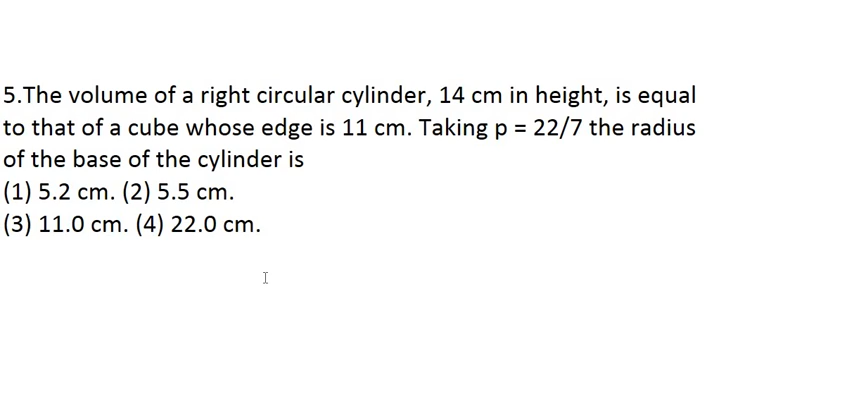 5.The volume of a right circular cylinder, 14 cm in height, is equal
to that of a cube whose edge is 11 cm. Taking p = 22/7 the radius
of the base of the cylinder is
(1) 5.2 cm. (2) 5.5 cm.
(3) 11.0 cm. (4) 22.0 cm.